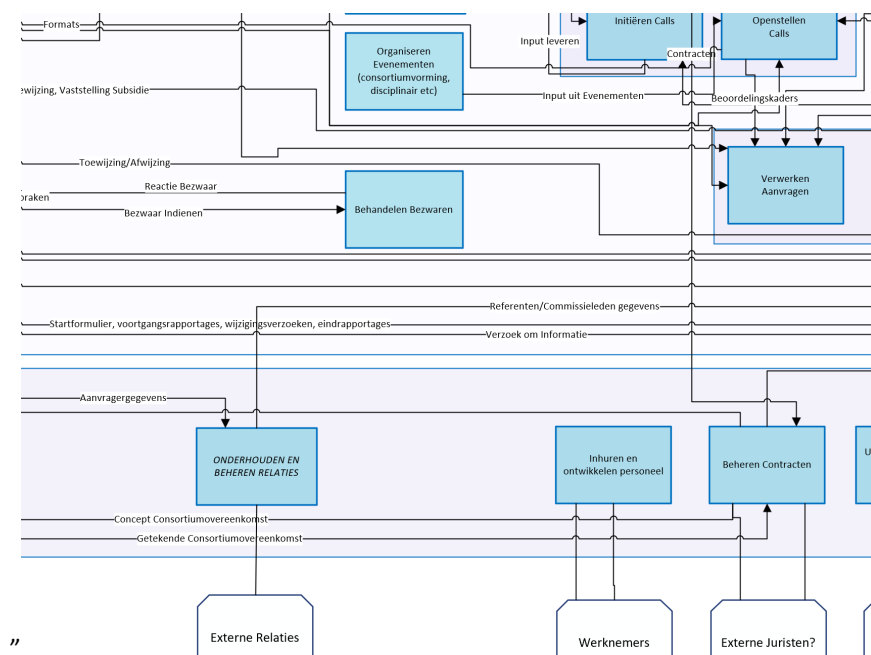 Formats
Initiëren Calls
Openstellen
Calls
Input leveren
Contracten
Organiseren
Evenementen
(consortiumvorming,
disciplinair etc)
ewijzing, Vaststelling Subsidie
Input uit Evenementen
Beoordelingskaders
Toewijzing/Afwijzing
Reactie Bezwaar
praken
Bezwaar Indienen
Behandelen Bezwaren
Verwerken
Aanvragen
Referenten/Commissieleden gegevens
Startformulier, voortgangsrapportages, wijzigingsverzoeken, eindrapportages
Verzoek om Informatie
Aanvragergegevens
ONDERHOUDEN EN
BEHEREN RELATIES
Inhuren en
ontwikkelen personeel
Beheren Contracten
U
Concept Consortiumovereenkomst
Getekende Consortiumovereenkomst
Externe Relaties
Werknemers
Externe Juristen?
”